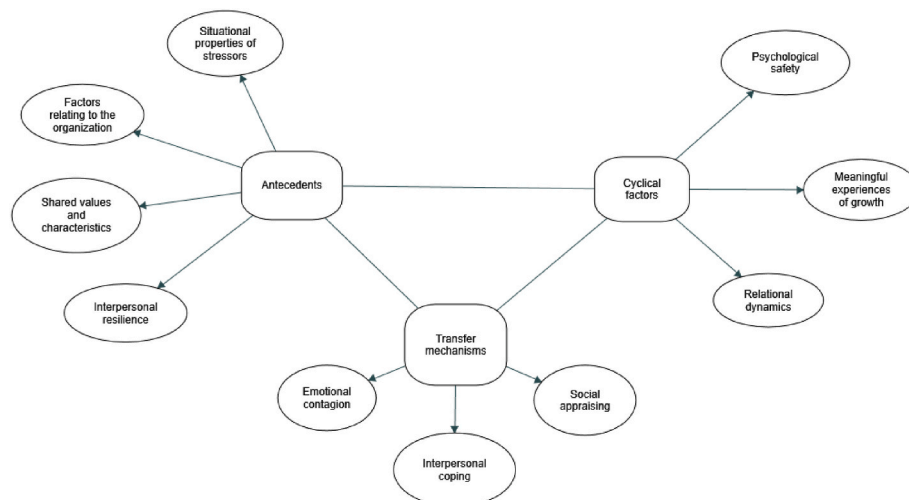 Situational
properties of
stressors
Psychological
safety
Factors
relating to the
organization
Antecedents
Cyclical
factors
Meaningful
experiences
of growth
Shared values
and
characteristics
Interpersonal
resilience
Relational
dynamics
Transfer
mechanisms
Emotional
contagion
Social
appraising
Interpersonal
coping